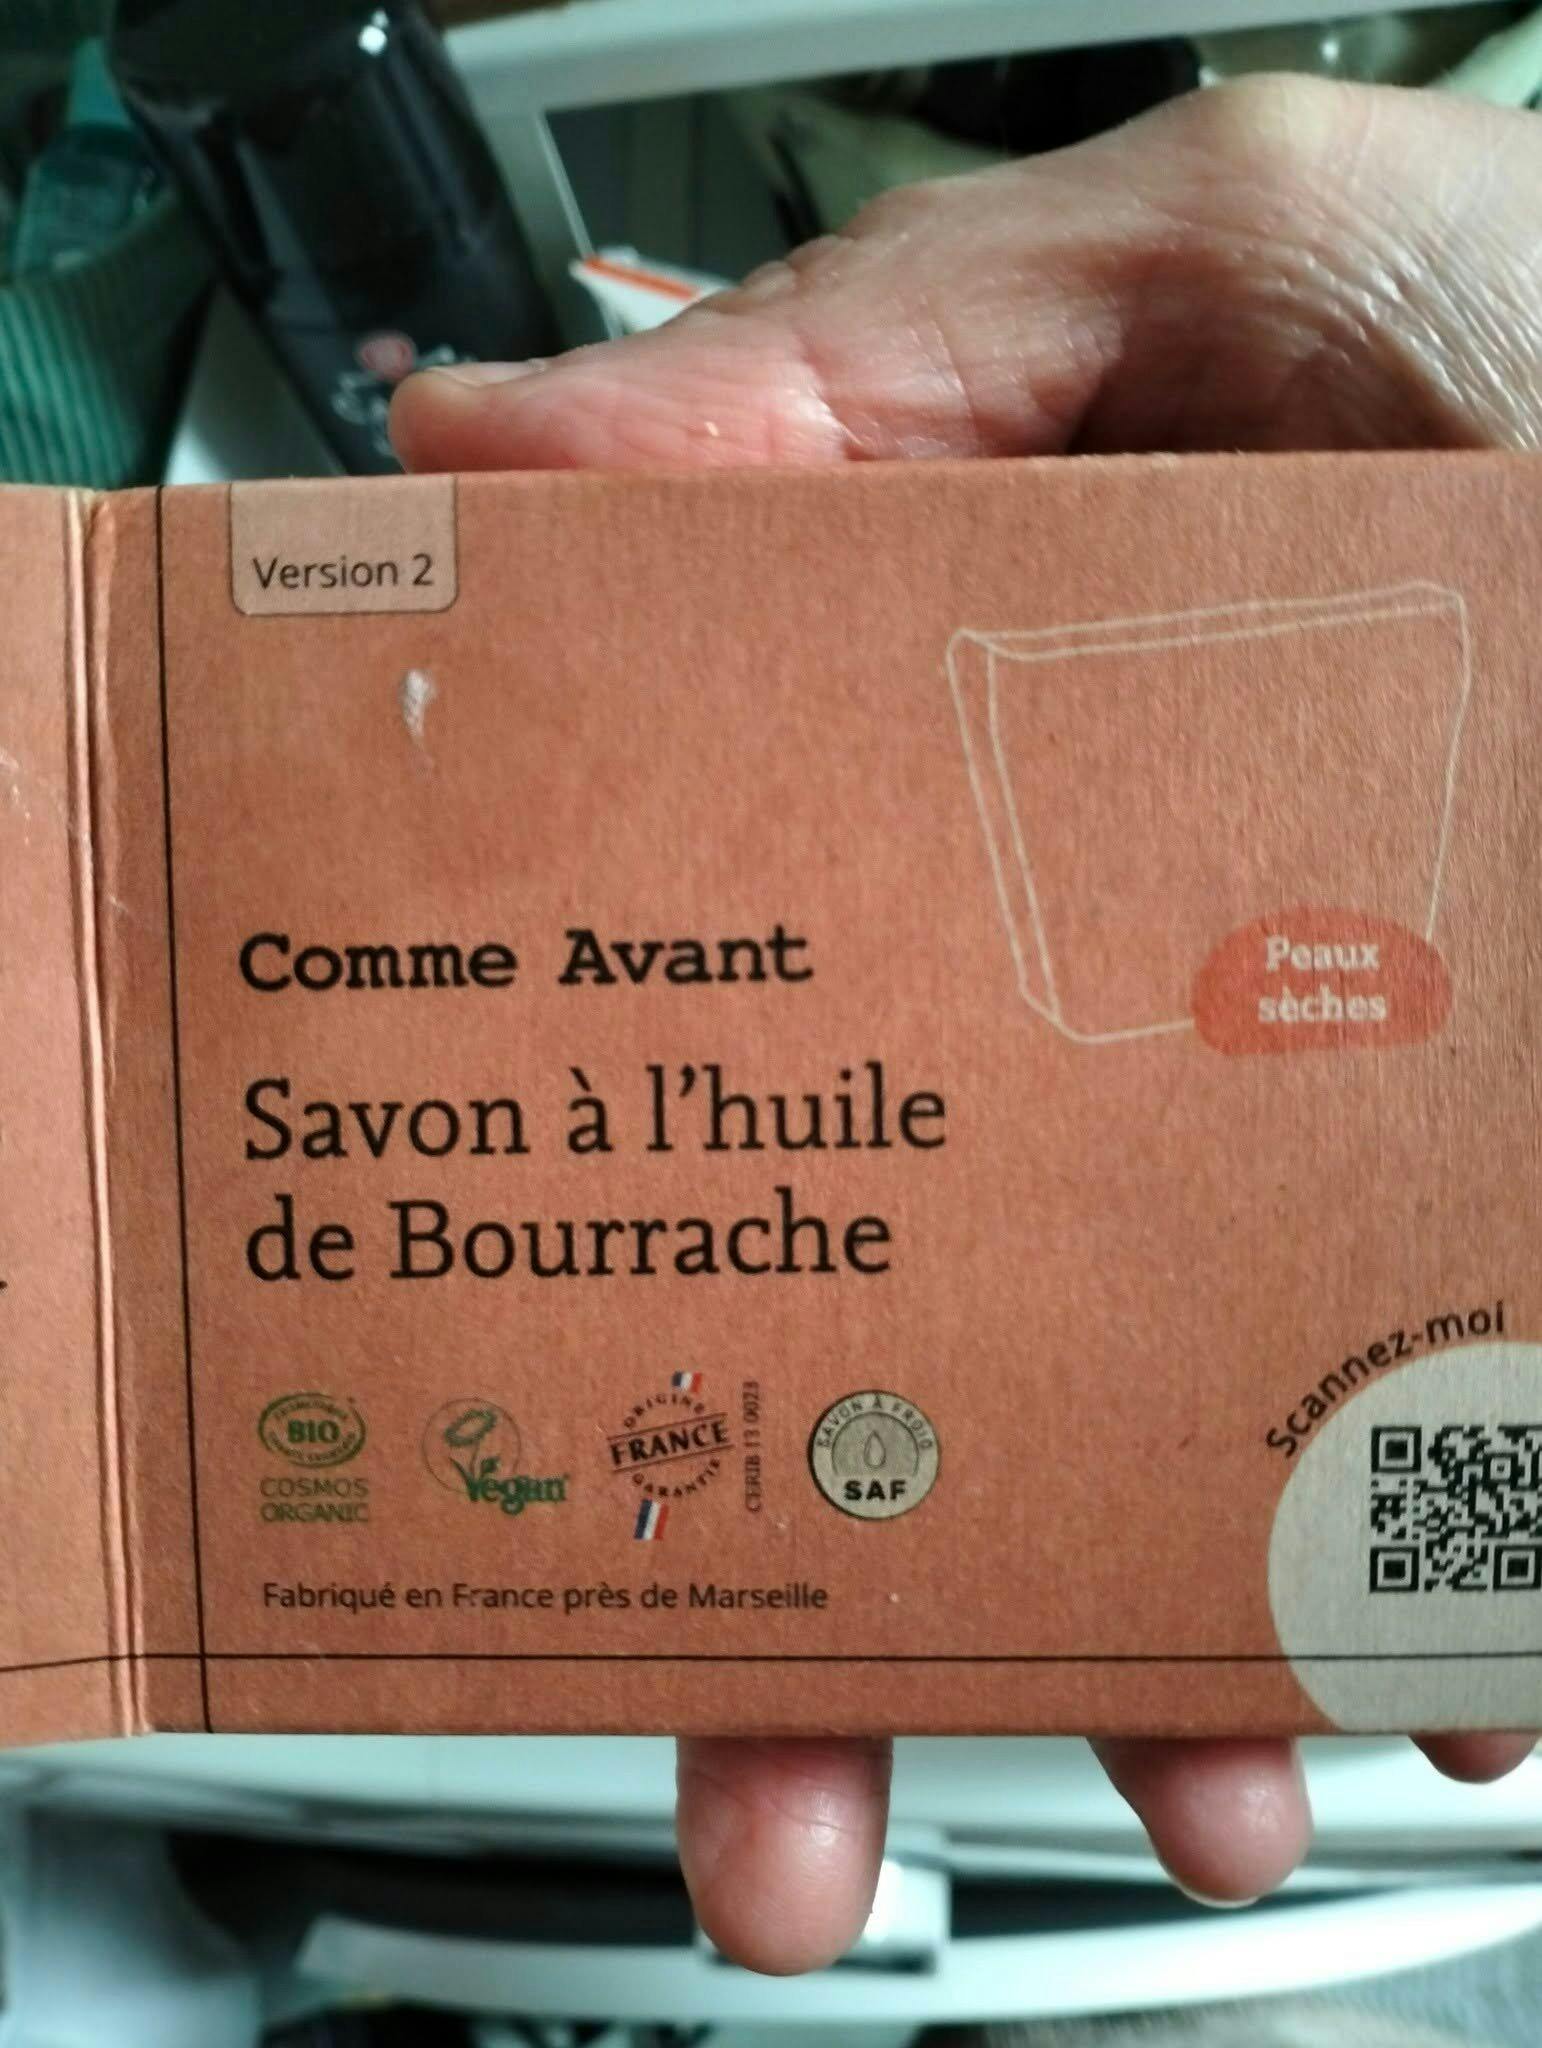 Version 2
Comme Avant
Peaux
sèches
Savon à l'huile
de Bourrache
Scannez-moi
BIO
COSMOS
ORGANIC
Vegan
ORIGINE
FRANCE
GARANTIE
CERIB 13 0023
SAVON À FROID
SAF
Fabriqué en France près de Marseille